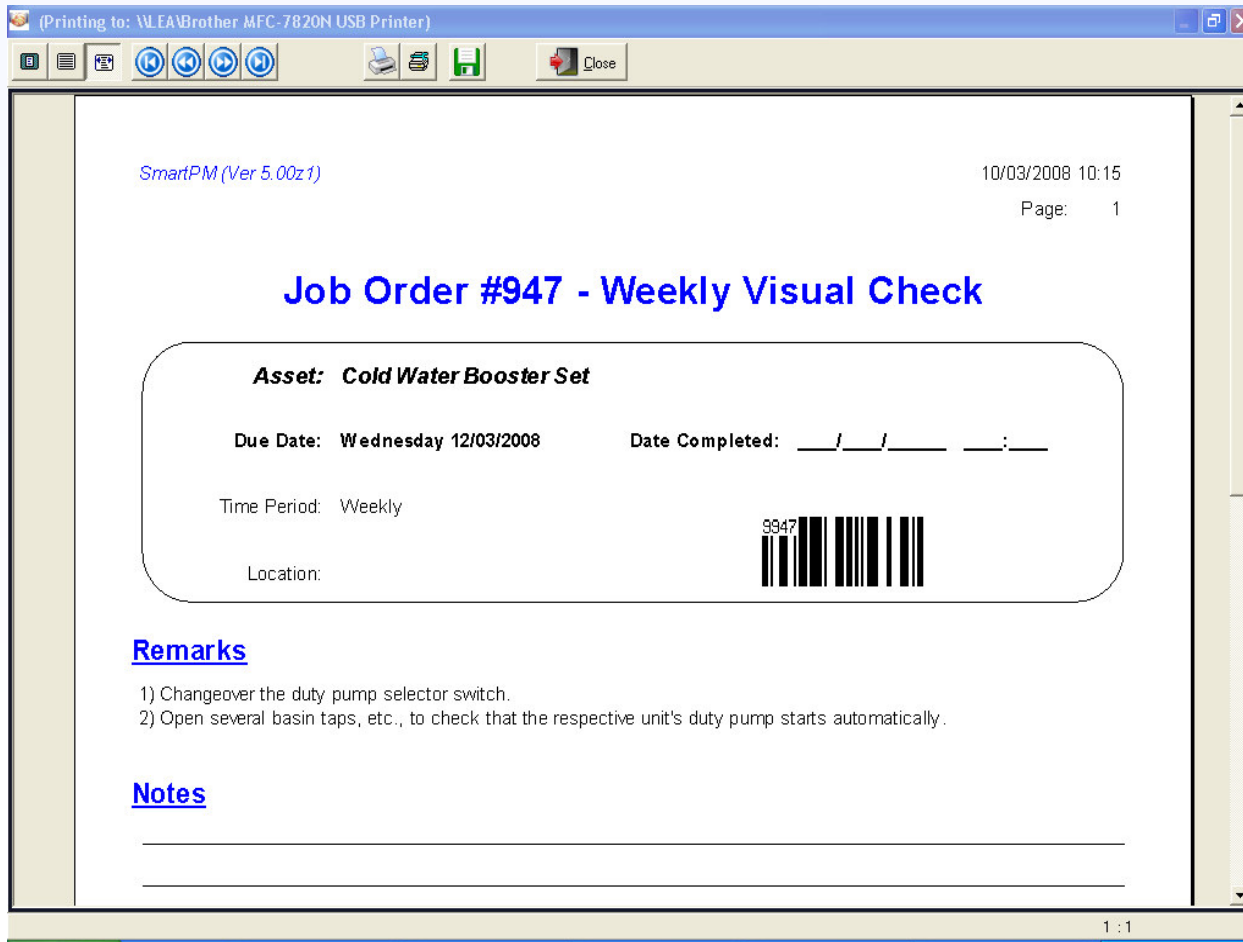 (Printing to: \\LEA\Brother MFC-7820N USB Printer)
Close
SmartPM (Ver 5.00z1) 10/03/2008 10:15
Page: 1
Job Order #947 - Weekly Visual Check
Asset: Cold Water Booster Set
Due Date: Wednesday 12/03/2008 Date Completed: ___/___/_____ ___:___
Time Period: Weekly
9947
Location:
Remarks
1) Changeover the duty pump selector switch.
2) Open several basin taps, etc., to check that the respective unit's duty pump starts automatically.
Notes
1 : 1